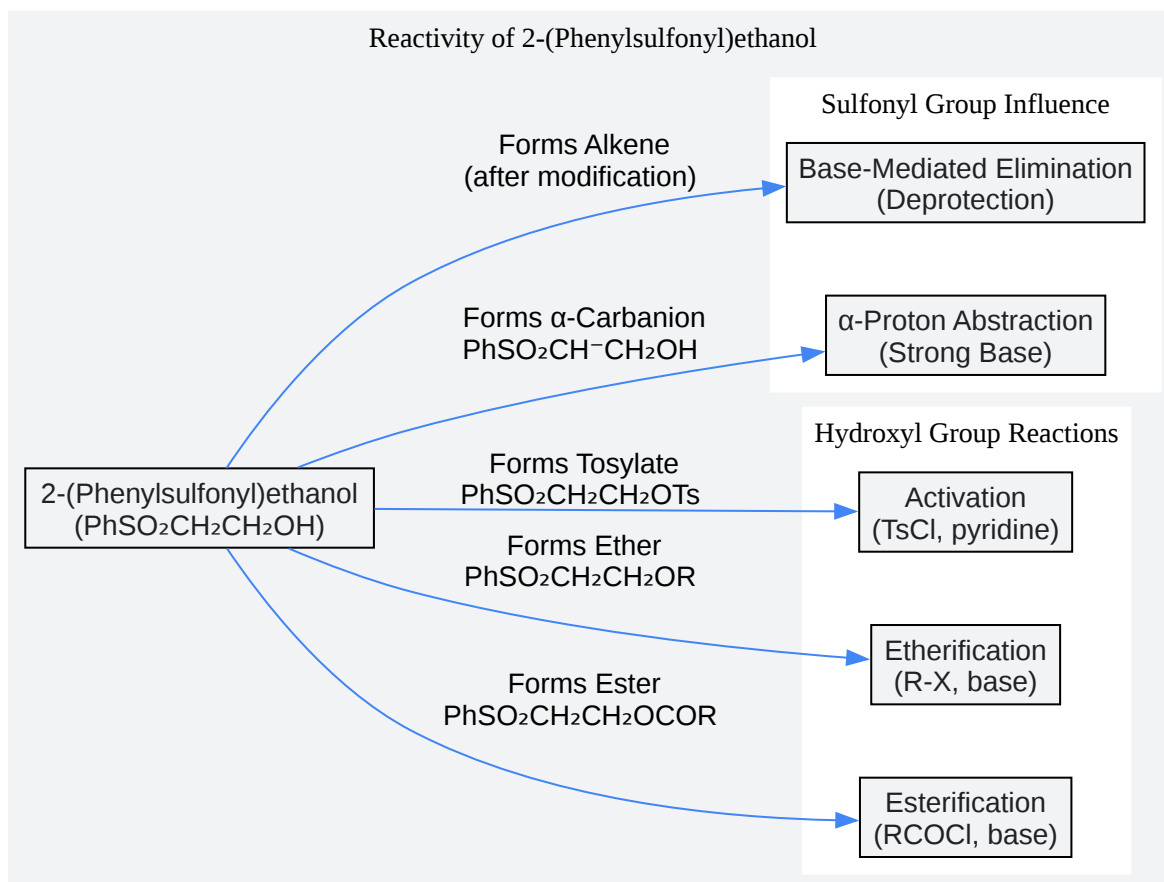 Reactivity of 2-(Phenylsulfonyl)ethanol
Sulfonyl Group Influence
Forms Alkene
(after modification)
Base-Mediated Elimination
(Deprotection)
Forms α-Carbanion
PhSO₂CH⁻CH₂OH
α-Proton Abstraction
(Strong Base)
Hydroxyl Group Reactions
2-(Phenylsulfonyl)ethanol
(PhSO₂CH₂CH₂OH)
Forms Tosylate
PhSO₂CH₂CH₂OTs
Activation
(TsCl, pyridine)
Forms Ether
PhSO₂CH₂CH₂OR
Etherification
(R-X, base)
Forms Ester
PhSO₂CH₂CH₂OCOR
Esterification
(RCOCl, base)